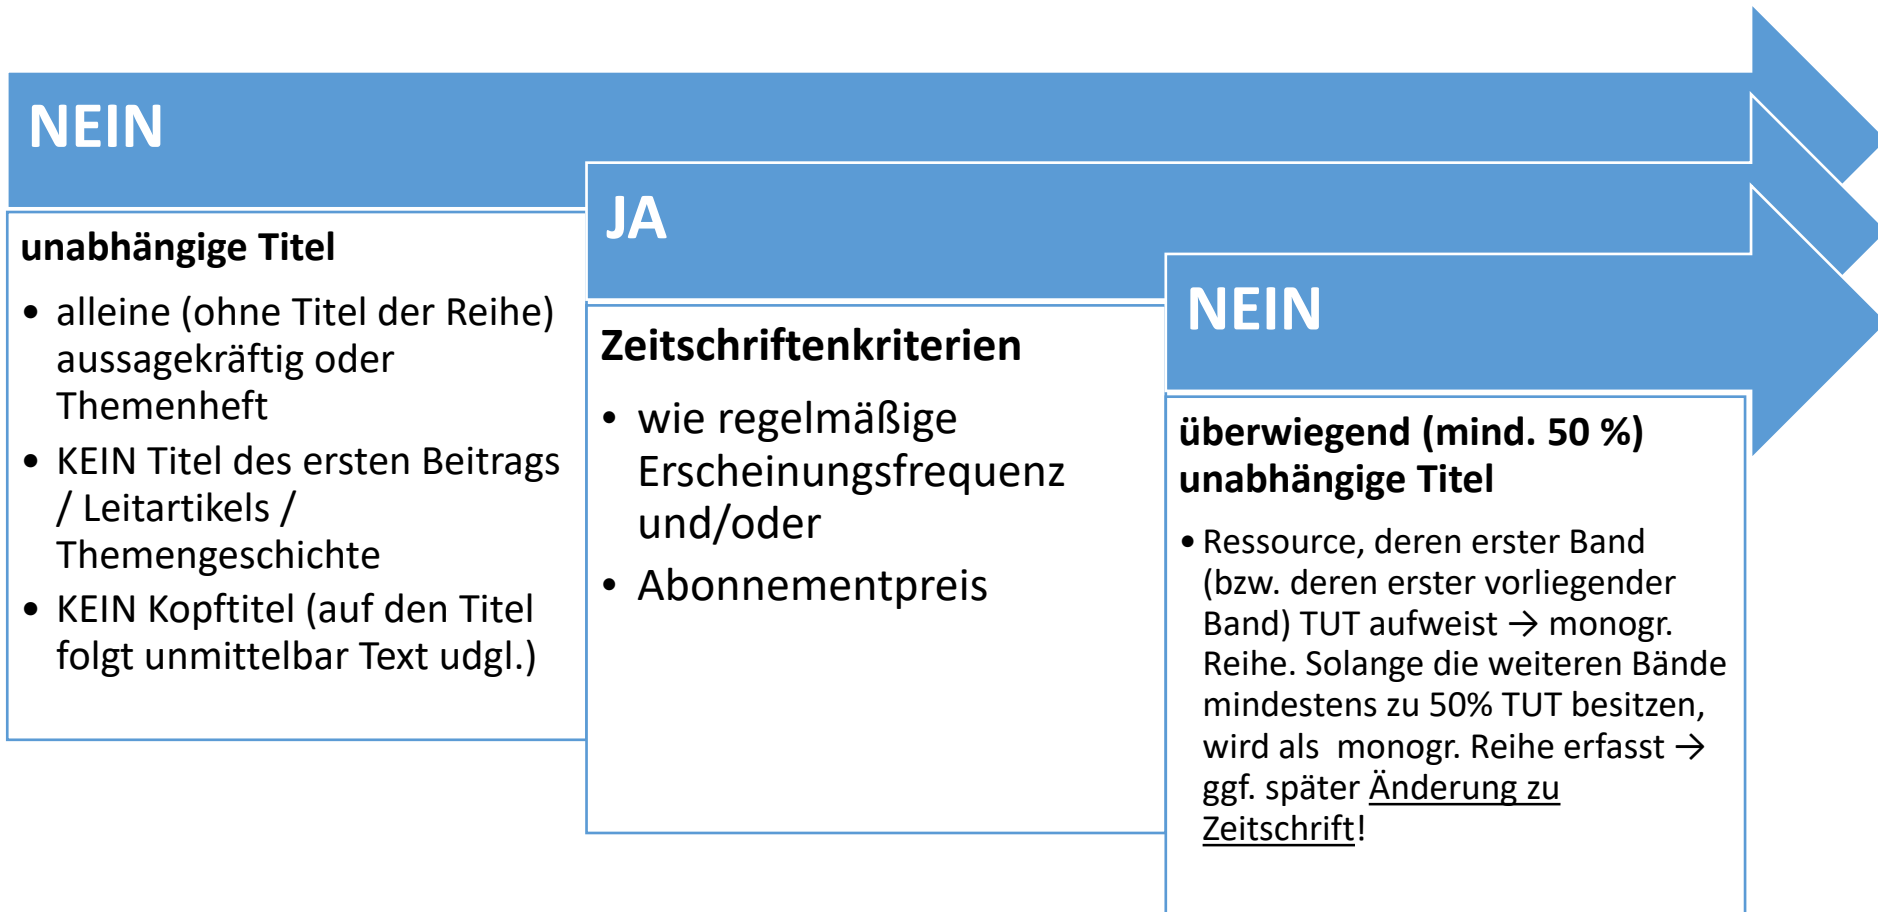 NEIN
unabhängige Titel
• alleine (ohne Titel der Reihe)
aussagekräftig oder
Themenheft
• KEIN Titel des ersten Beitrags
/ Leitartikels /
Themengeschichte
• KEIN Kopftitel (auf den Titel
folgt unmittelbar Text udgl.)
JA
Zeitschriftenkriterien
• wie regelmäßige
Erscheinungsfrequenz
und/oder
• Abonnementpreis
NEIN
überwiegend (mind. 50 %)
unabhängige Titel
• Ressource, deren erster Band
(bzw. deren erster vorliegender
Band) TUT aufweist → monogr.
Reihe. Solange die weiteren Bände
mindestens zu 50% TUT besitzen,
wird als monogr. Reihe erfasst →
ggf. später Änderung zu
Zeitschrift!